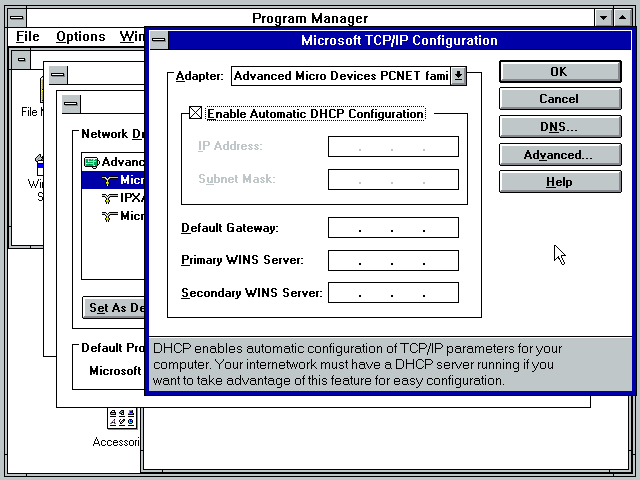 Program Manager
File Options Win
Microsoft TCP/IP Configuration
Adapter: Advanced Micro Devices PCNET fami
OK
Enable Automatic DHCP Configuration
Cancel
IP Address: . . .
DNS...
Subnet Mask: . . .
Advanced...
Help
Default Gateway: . . .
Primary WINS Server: . . .
Secondary WINS Server: . . .
DHCP enables automatic configuration of TCP/IP parameters for your
computer. Your internetwork must have a DHCP server running if you
want to take advantage of this feature for easy configuration.
File M
Win
S
Network Dr
Advanc
Micr
IPX/
Micr
Set As De
Default Pro
Microsoft
Accessori